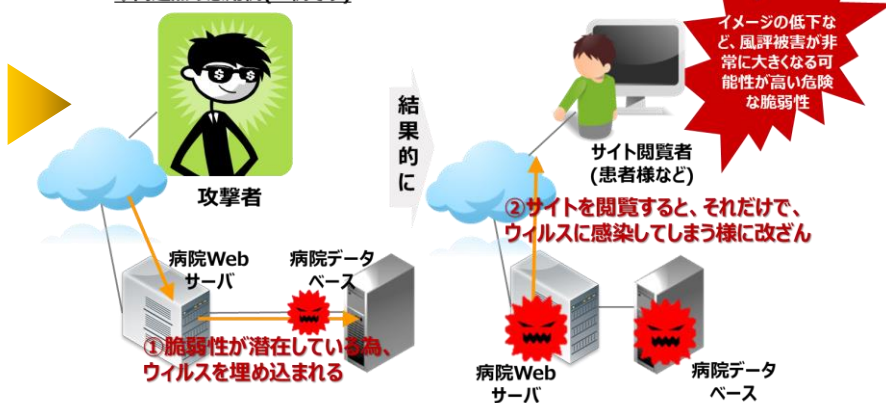 イメージの低下な
ど、風評被害が非
常に大きくなる可
能性が高い危険
な脆弱性
攻撃者
病院Web
サーバ
病院データ
ベース
①脆弱性が潜在している為、
ウィルスを埋め込まれる
結果的に
サイト閲覧者
(患者様など)
②サイトを閲覧すると、それだけで、
ウィルスに感染してしまう様に改ざん
病院Web
サーバ
病院データ
ベース